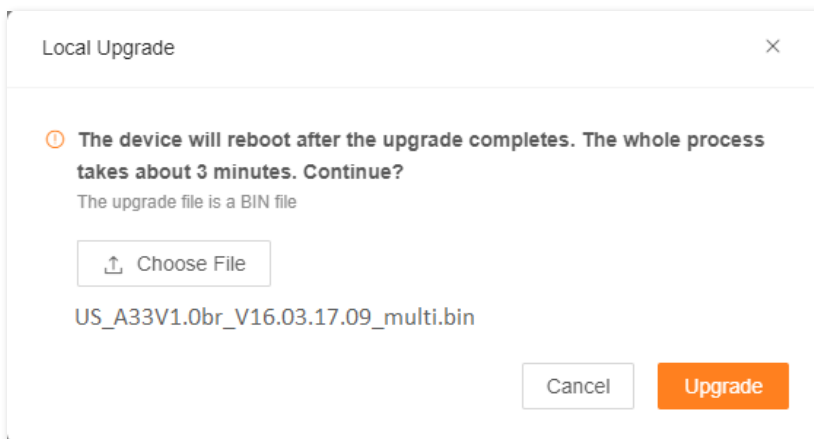 Local Upgrade
The device will reboot after the upgrade completes. The whole process
takes about 3 minutes. Continue?
The upgrade file is a BIN file
Choose File
US_A33V1.0br_V16.03.17.09_multi.bin
Cancel
Upgrade